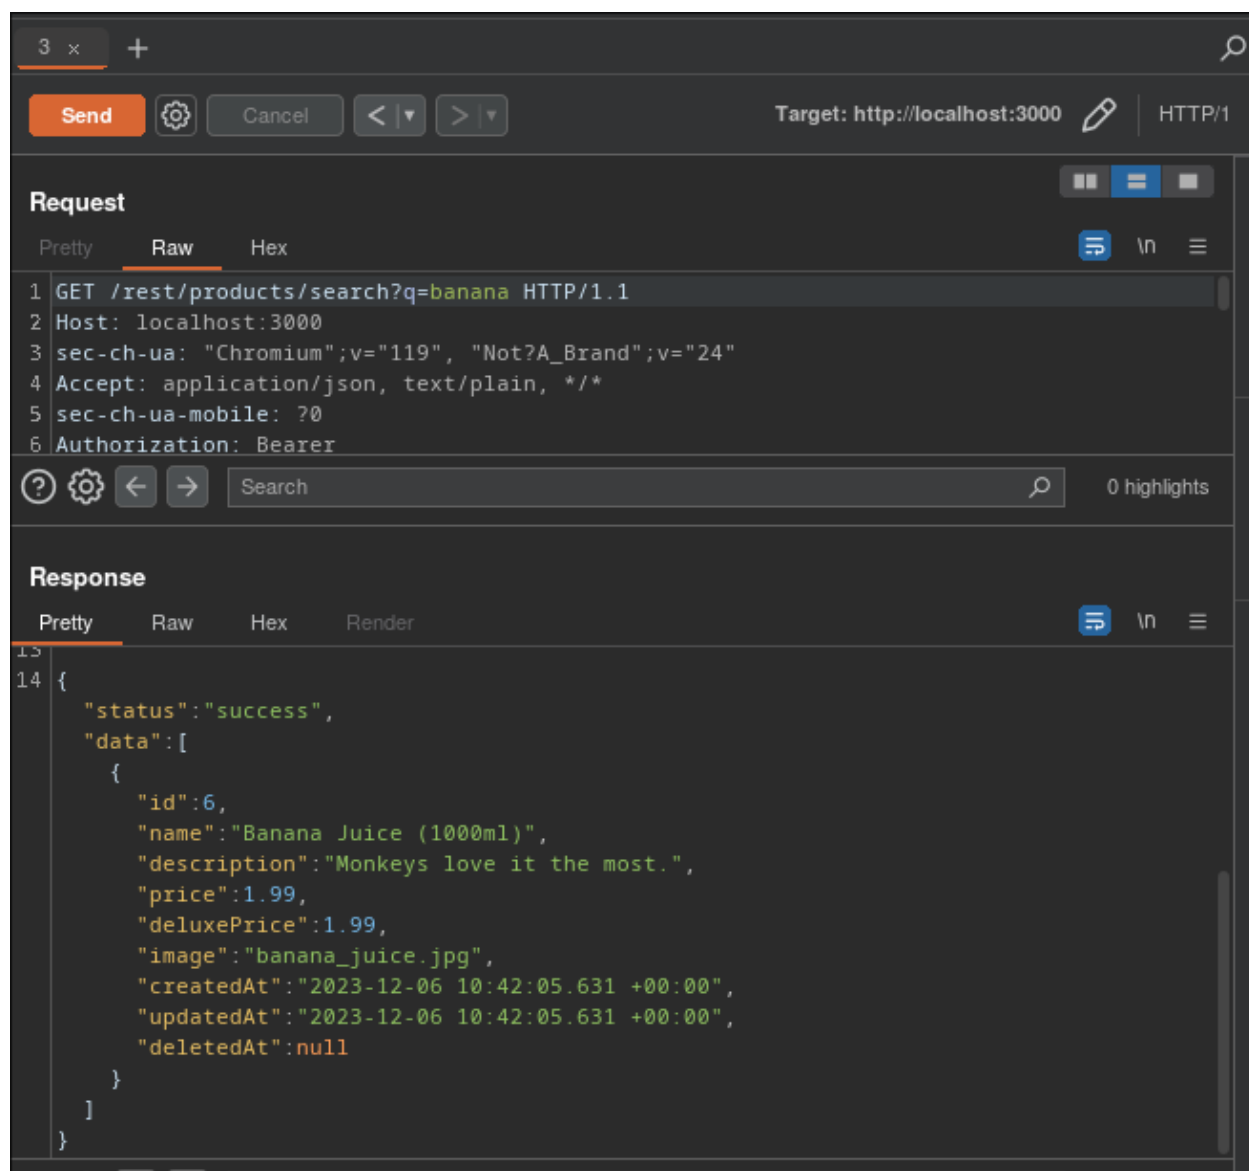 3 × +
Send Cancel < | ▾ > | ▾ Target: http://localhost:3000 HTTP/1
Request
Pretty Raw Hex \n
1 GET /rest/products/search?q=banana HTTP/1.1
2 Host: localhost:3000
3 sec-ch-ua: "Chromium";v="119", "Not?A_Brand";v="24"
4 Accept: application/json, text/plain, */*
5 sec-ch-ua-mobile: ?0
6 Authorization: Bearer
Search 0 highlights
Response
Pretty Raw Hex Render \n
13
14 {
"status":"success",
"data":[
{
"id":6,
"name":"Banana Juice (1000ml)",
"description":"Monkeys love it the most.",
"price":1.99,
"deluxePrice":1.99,
"image":"banana_juice.jpg",
"createdAt":"2023-12-06 10:42:05.631 +00:00",
"updatedAt":"2023-12-06 10:42:05.631 +00:00",
"deletedAt":null
}
]
}